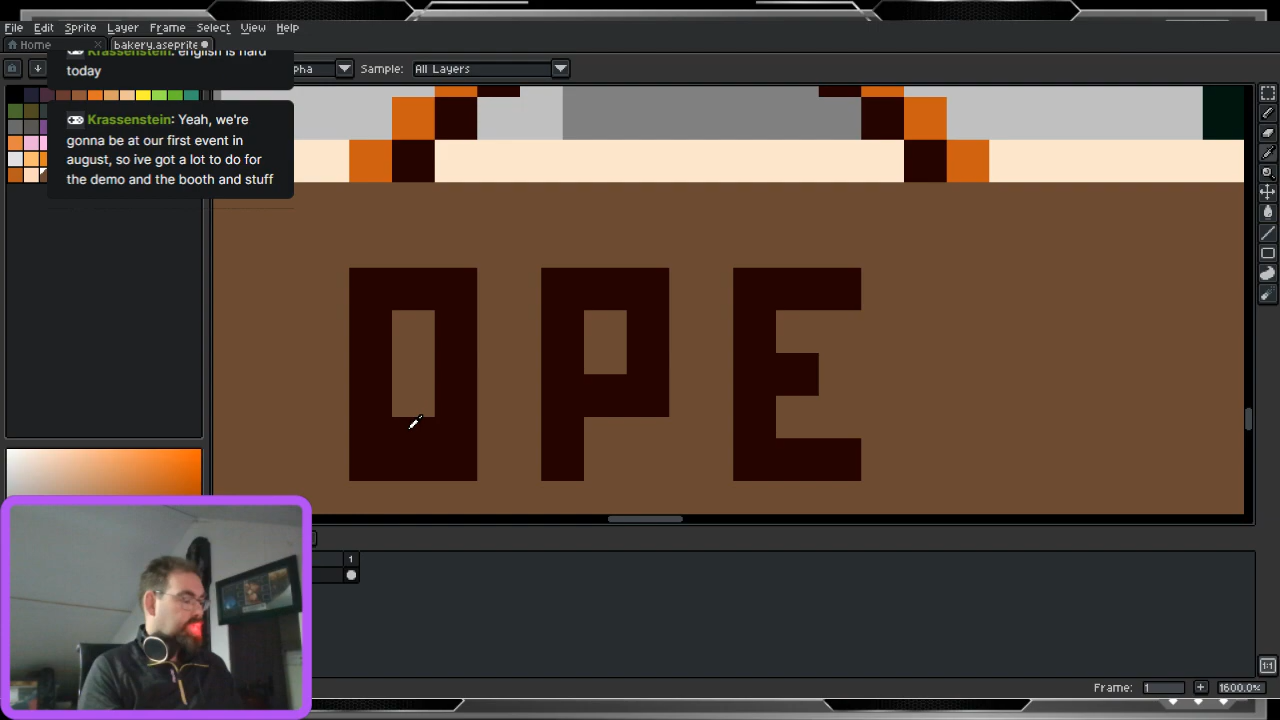 File Edit Sprite Layer Frame Select View Help
Home bakery.aseprite
Krassenstein: english is hard
today
pha Sample: All Layers
Krassenstein: Yeah, we're
gonna be at our first event in
august, so ive got a lot to do for
the demo and the booth and stuff
OPE
1
Frame: 1 + 1600.0%
1:1